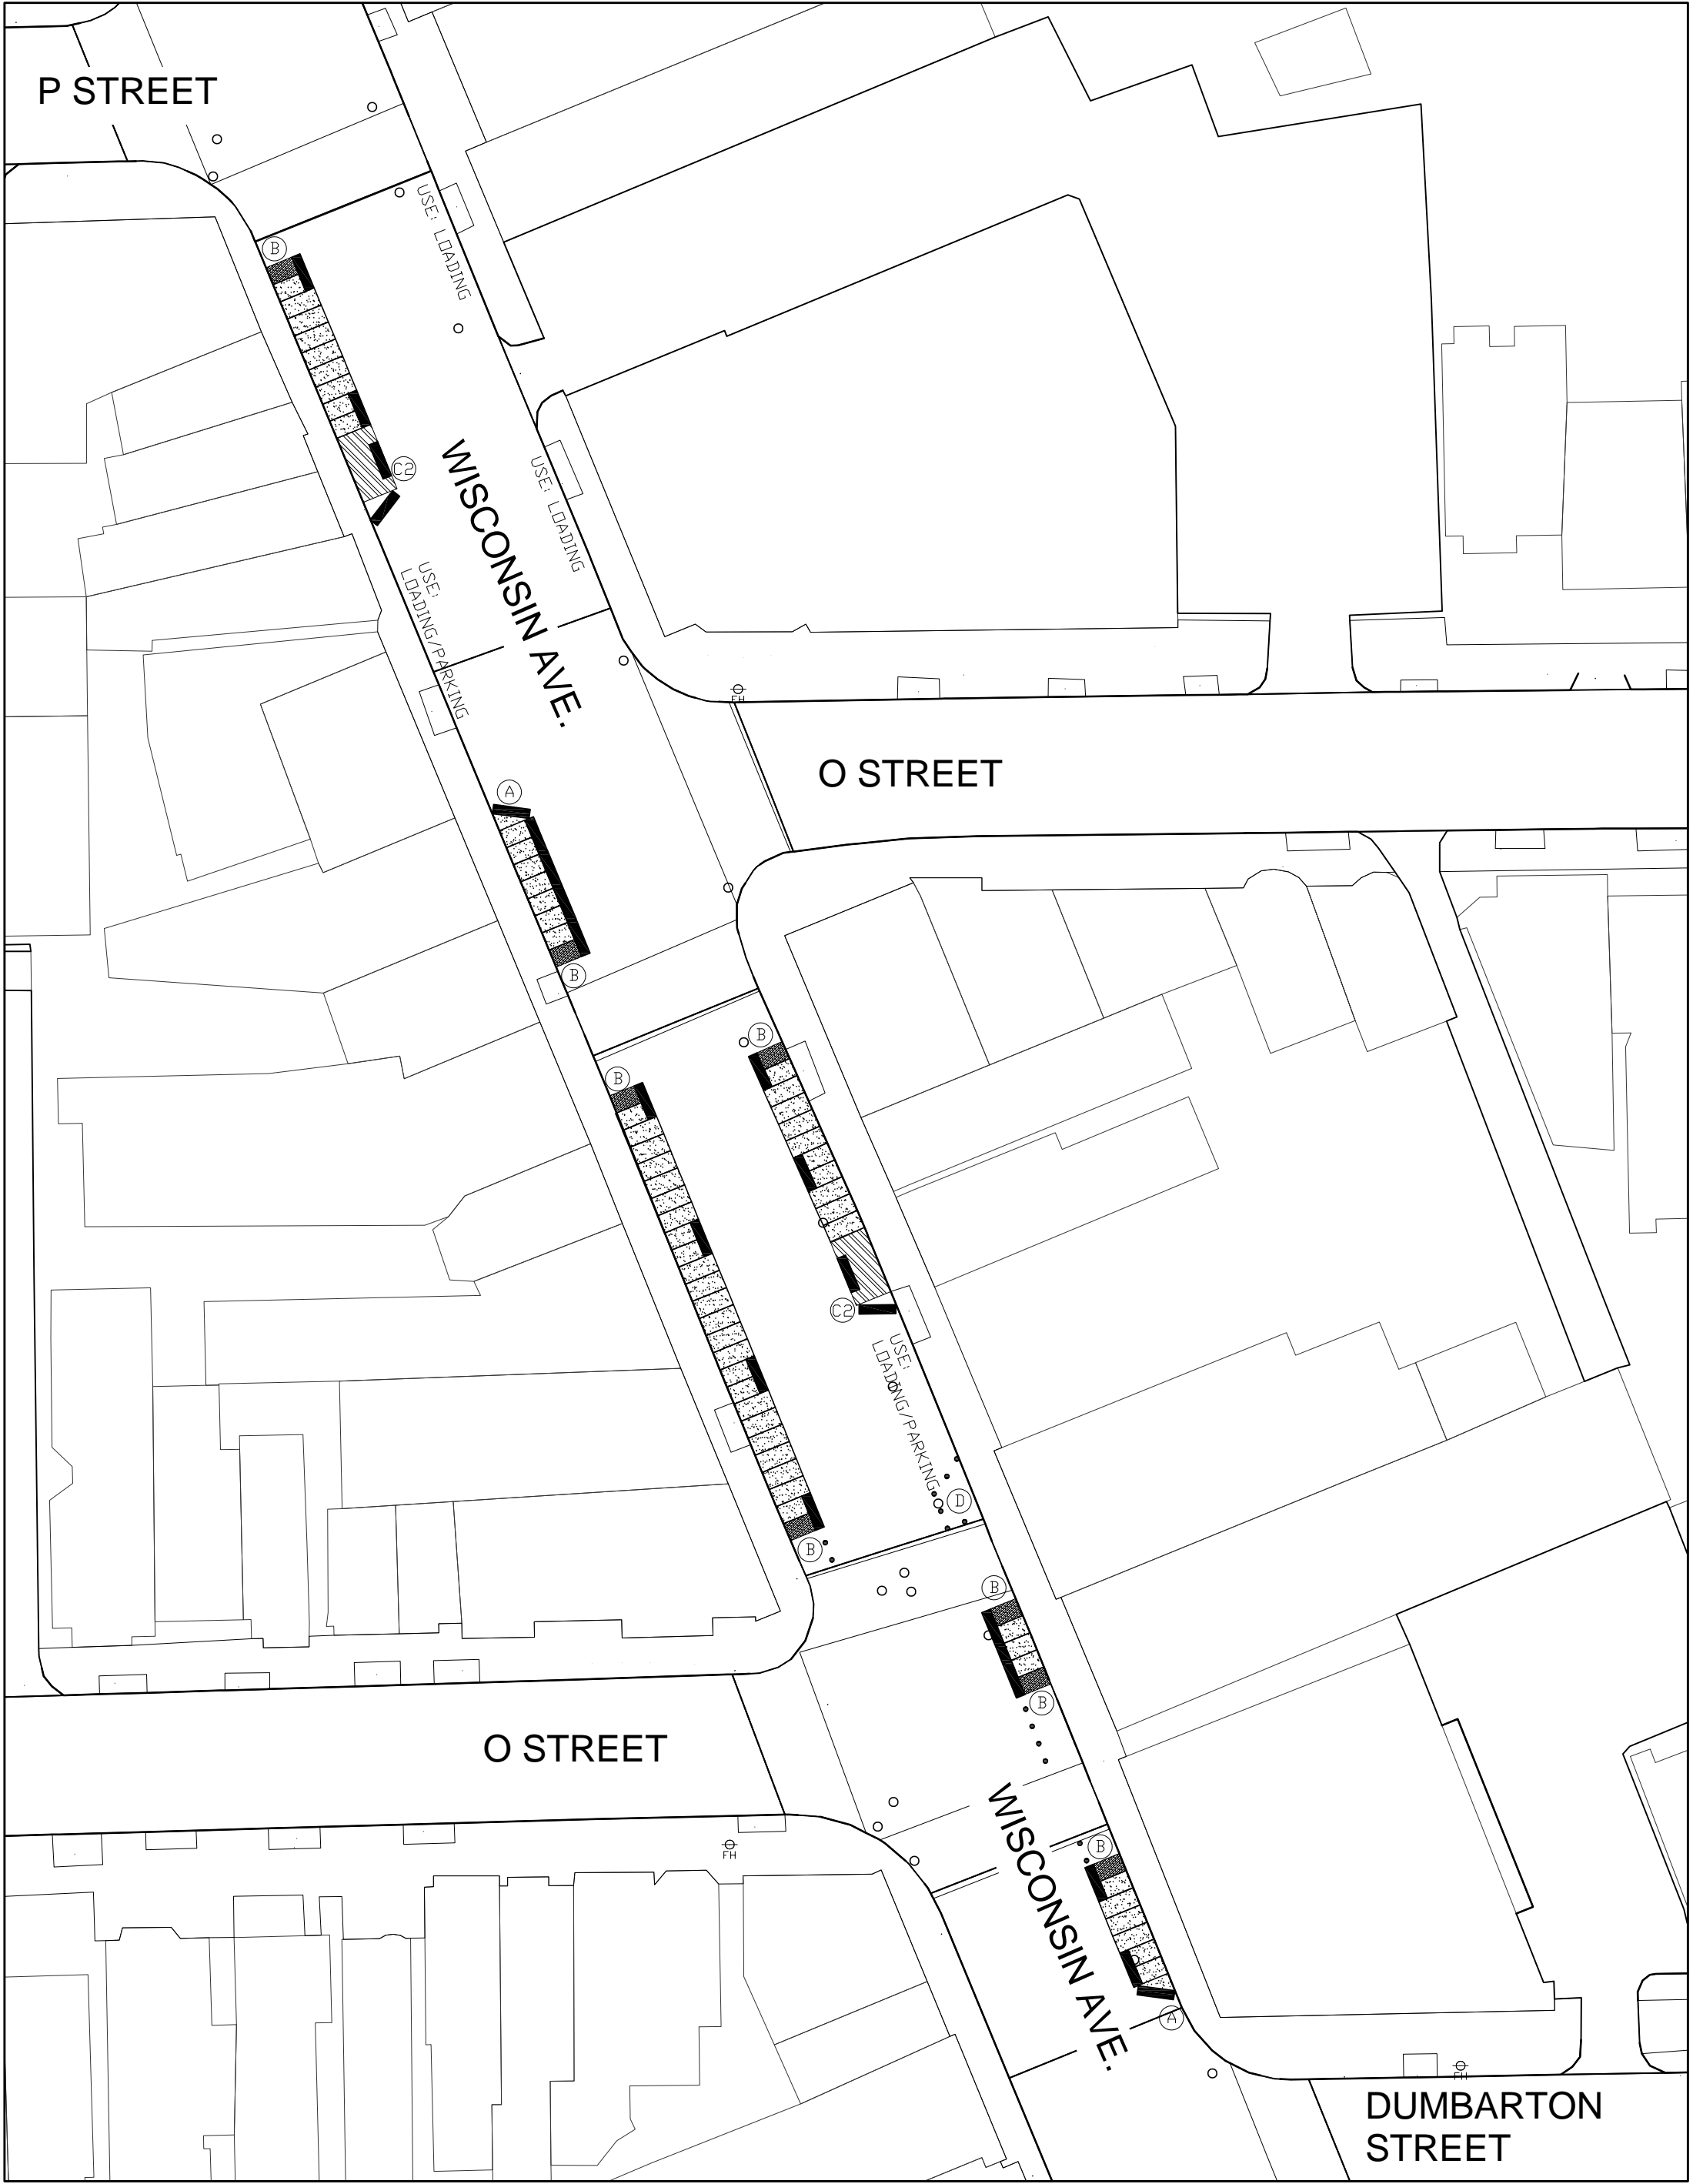 P STREET
USE: LOADING
B
C2
WISCONSIN AVE.
USE: LOADING
USE:
LOADING/PARKING
FH
O STREET
A
B
B
B
C2
USE:
LOADING/PARKING
D
B
B
B
O STREET
WISCONSIN AVE.
FH
B
A
FH
DUMBARTON
STREET